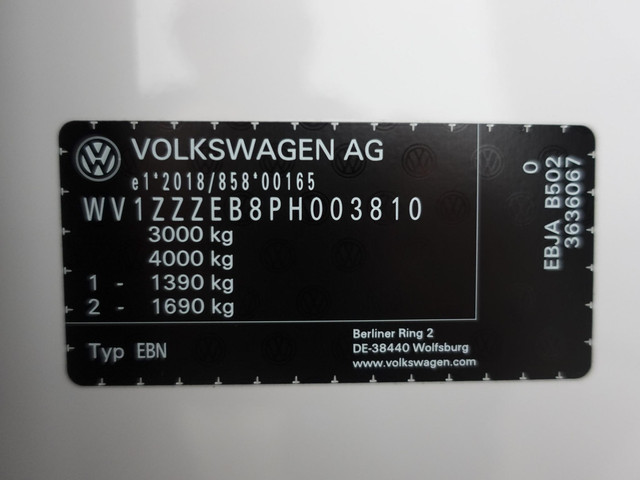 VOLKSWAGEN AG
e1*2018/858*00165
WV1ZZZEB8PH003810
3000 kg
4000 kg
1 - 1390 kg
2 - 1690 kg
Typ EBN
Berliner Ring 2
DE-38440 Wolfsburg
www.volkswagen.com
0
EBJA B502
3636067